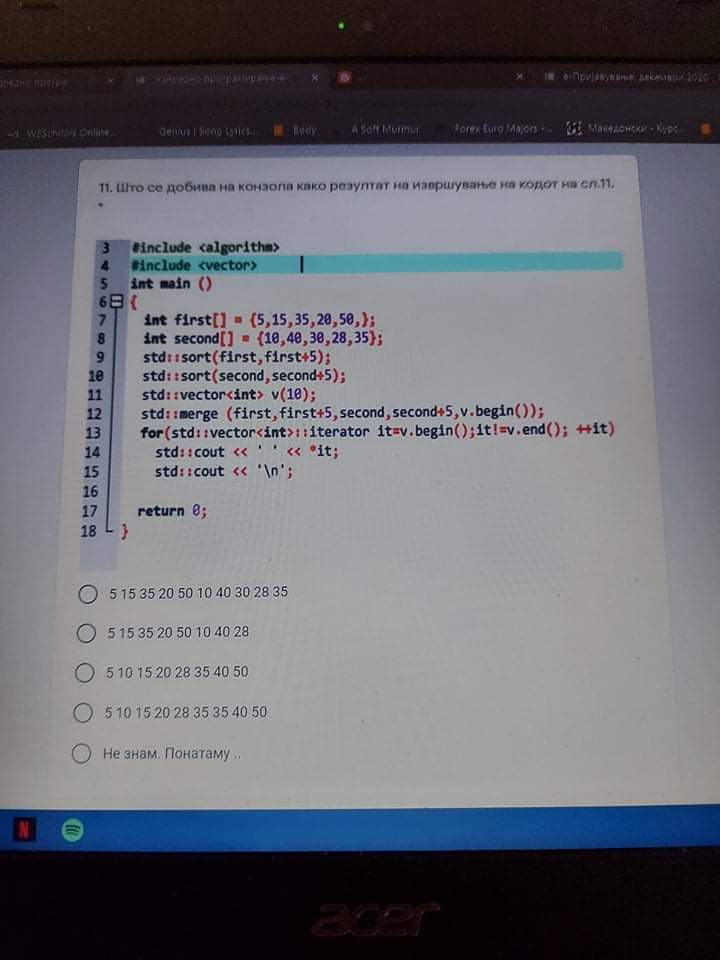 е-Пријавување, декември 2020
W3Schools Online...
Genius | Song Lyrics...
Body
A Soft Murmur
Forex Euro Majors -...
Македонски - Курс...
11. Што се добива на конзола како резултат на извршување на кодот на сл.11.
*
3 #include <algorithm>
4 #include <vector>
5 int main ()
6 {
7 int first[] = {5,15,35,20,50,};
8 int second[] = {10,40,30,28,35};
9 std::sort(first,first+5);
10 std::sort(second,second+5);
11 std::vector<int> v(10);
12 std::merge (first,first+5,second,second+5,v.begin());
13 for(std::vector<int>::iterator it=v.begin();it!=v.end(); ++it)
14 std::cout << ' ' << *it;
15 std::cout << '\n';
16
17 return 0;
18 }
5 15 35 20 50 10 40 30 28 35
5 15 35 20 50 10 40 28
5 10 15 20 28 35 40 50
5 10 15 20 28 35 35 40 50
Не знам. Понатаму ..
N
acer